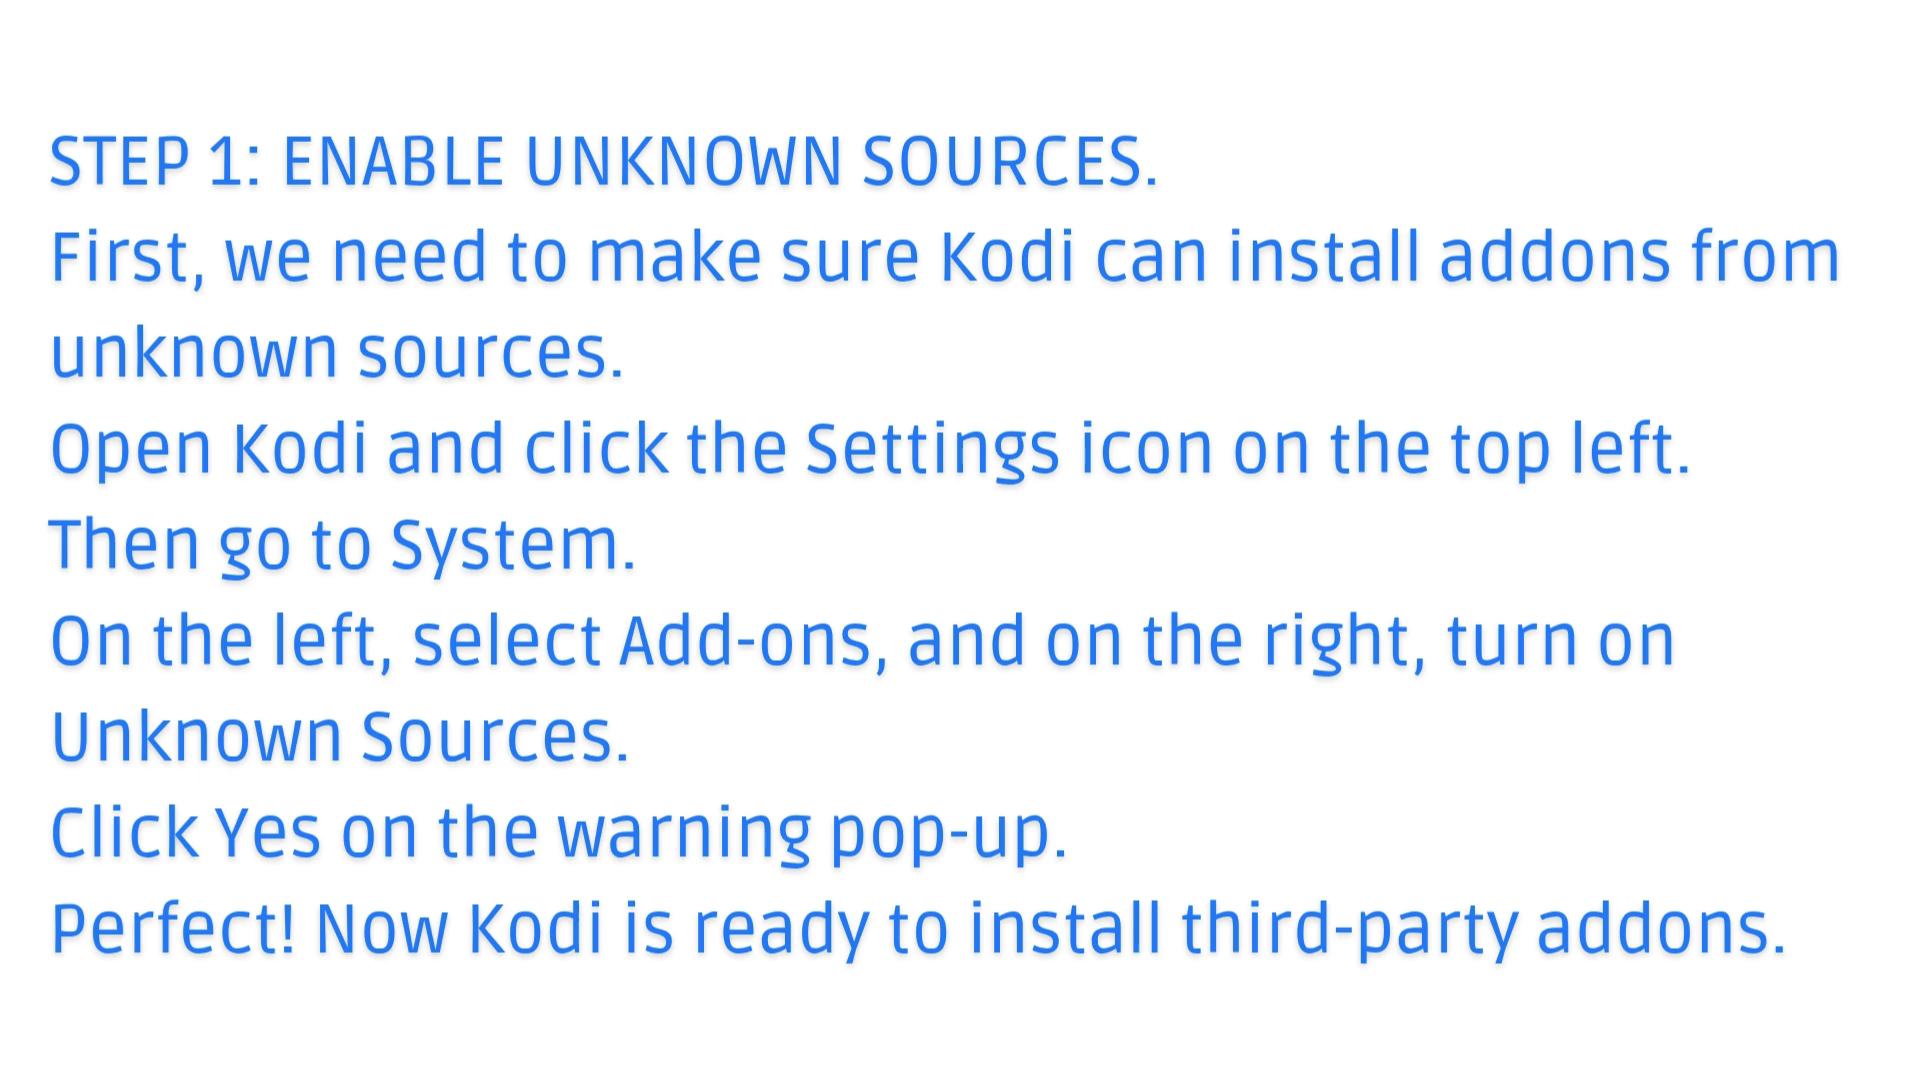 STEP 1: ENABLE UNKNOWN SOURCES.
First, we need to make sure Kodi can install addons from
unknown sources.
Open Kodi and click the Settings icon on the top left.
Then go to System.
On the left, select Add-ons, and on the right, turn on
Unknown Sources.
Click Yes on the warning pop-up.
Perfect! Now Kodi is ready to install third-party addons.